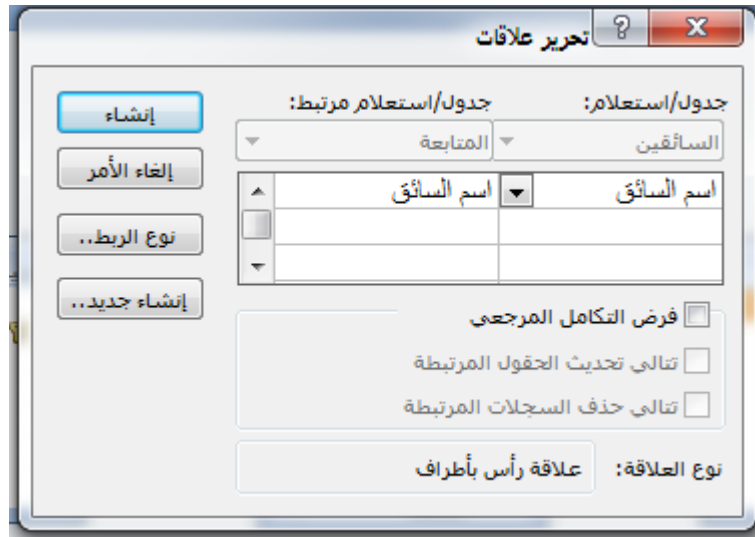 تحرير علاقات
جدول/استعلام: جدول/استعلام مرتبط:
السائقين المتابعة
اسم السائق اسم السائق
فرض التكامل المرجعي
تتالي تحديث الحقول المرتبطة
تتالي حذف السجلات المرتبطة
نوع العلاقة: علاقة رأس بأطراف
إنشاء
إلغاء الأمر
نوع الربط..
إنشاء جديد..